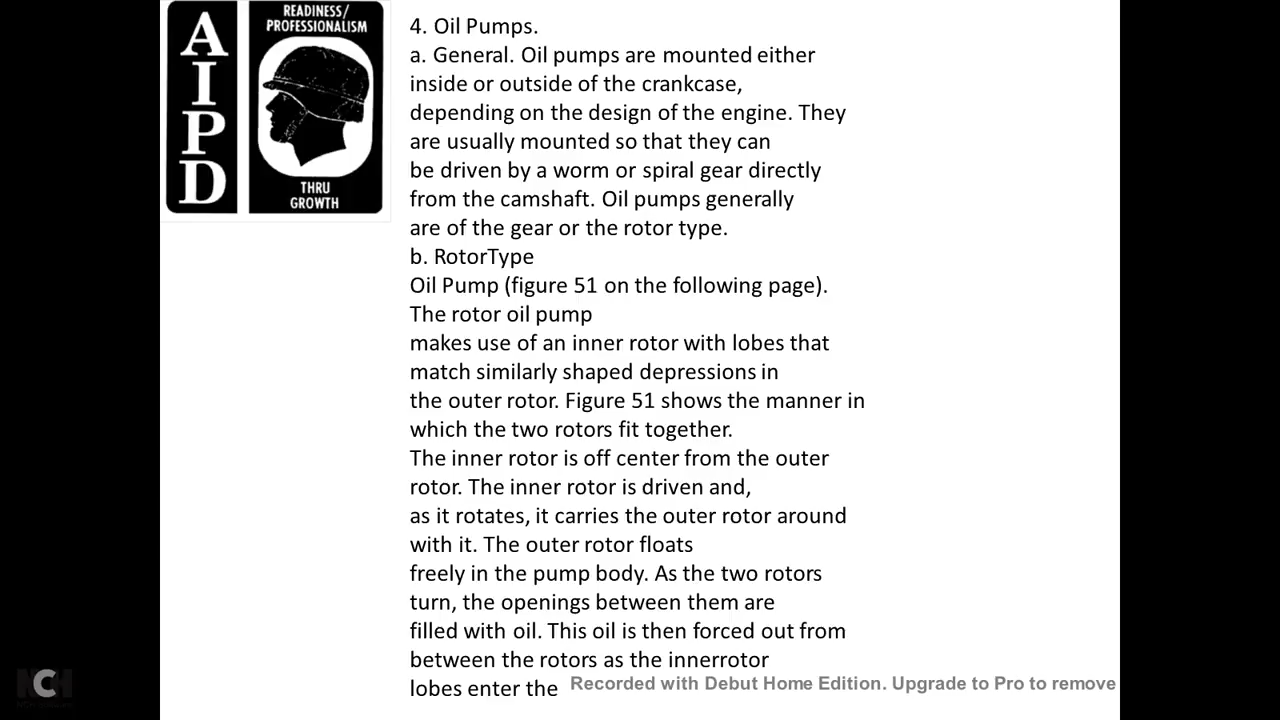 AIPD
READINESS/
PROFESSIONALISM
THRU
GROWTH
4. Oil Pumps.
a. General. Oil pumps are mounted either
inside or outside of the crankcase,
depending on the design of the engine. They
are usually mounted so that they can
be driven by a worm or spiral gear directly
from the camshaft. Oil pumps generally
are of the gear or the rotor type.
b. RotorType
Oil Pump (figure 51 on the following page).
The rotor oil pump
makes use of an inner rotor with lobes that
match similarly shaped depressions in
the outer rotor. Figure 51 shows the manner in
which the two rotors fit together.
The inner rotor is off center from the outer
rotor. The inner rotor is driven and,
as it rotates, it carries the outer rotor around
with it. The outer rotor floats
freely in the pump body. As the two rotors
turn, the openings between them are
filled with oil. This oil is then forced out from
between the rotors as the innerrotor
lobes enter the
Recorded with Debut Home Edition. Upgrade to Pro to remove
NCH